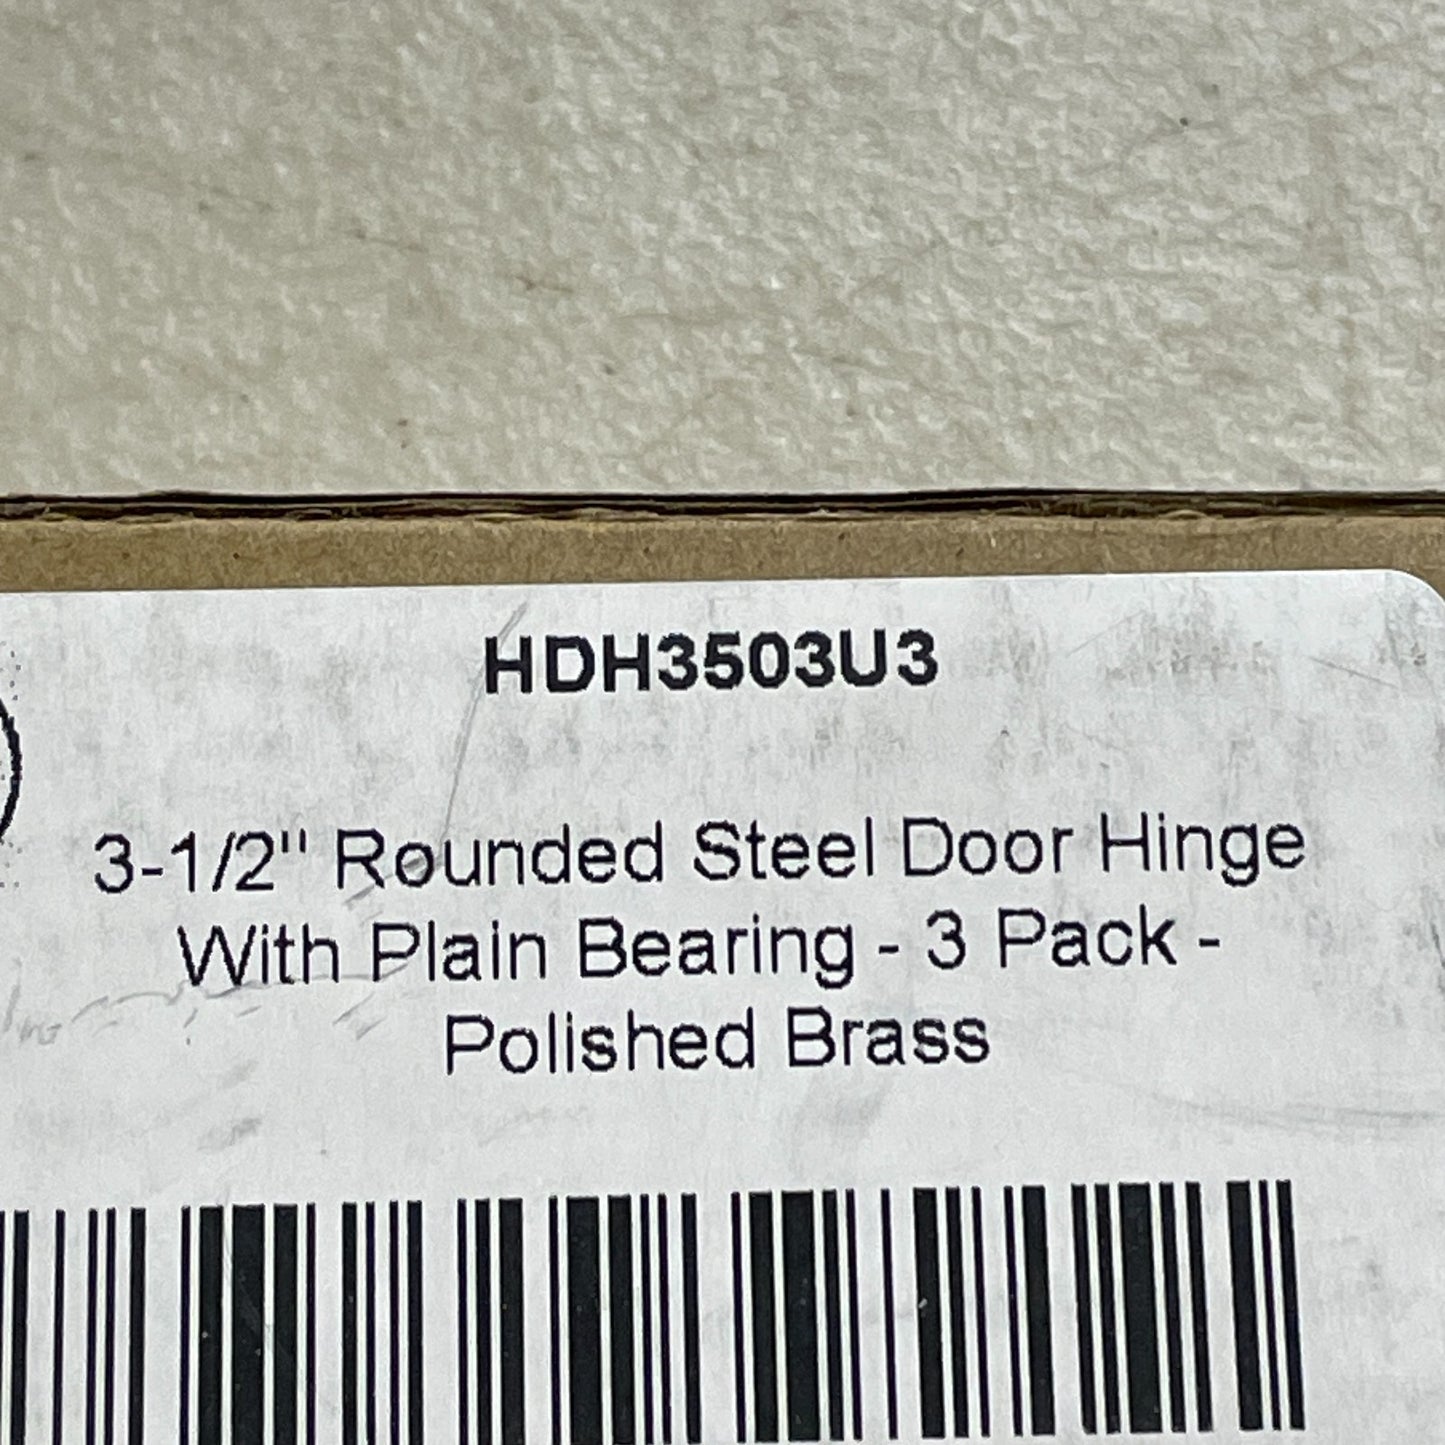 HDH3503U3
3-1/2" Rounded Steel Door Hinge
With Plain Bearing - 3 Pack -
Polished Brass